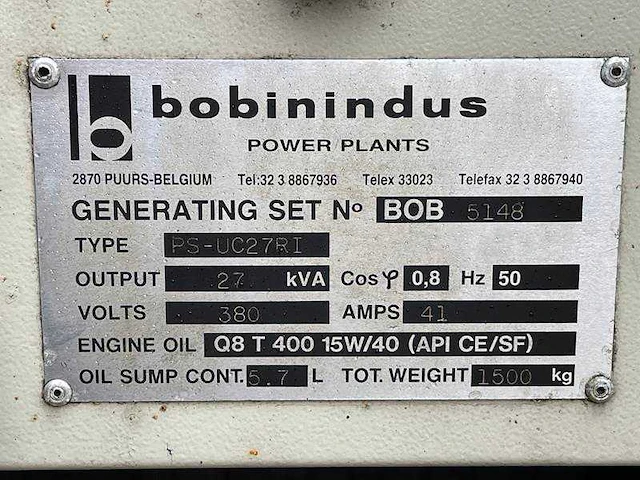 b bobinindus
POWER PLANTS
2870 PUURS-BELGIUM Tel:32 3 8867936 Telex 33023 Telefax 32 3 8867940
GENERATING SET Nº BOB 5148
TYPE PS-UC27RI
OUTPUT 27 kVA Cos φ 0,8 Hz 50
VOLTS 380 AMPS 41
ENGINE OIL Q8 T 400 15W/40 (API CE/SF)
OIL SUMP CONT. 5.7 L TOT. WEIGHT 1500 kg